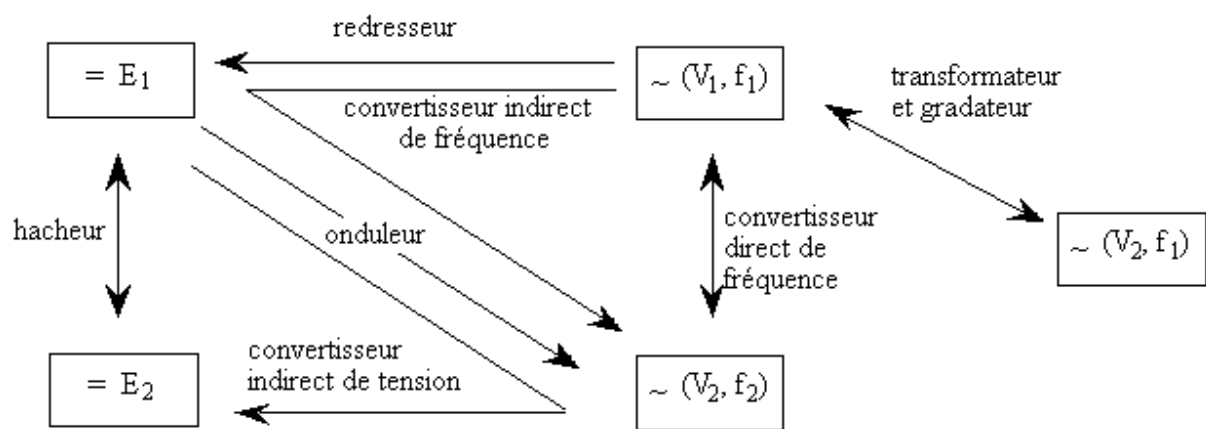 redresseur
= E1
~ (V1, f1)
transformateur
et gradateur
convertisseur indirect
de fréquence
hacheur
onduleur
convertisseur
direct de
fréquence
~ (V2, f1)
convertisseur
indirect de tension
= E2
~ (V2, f2)